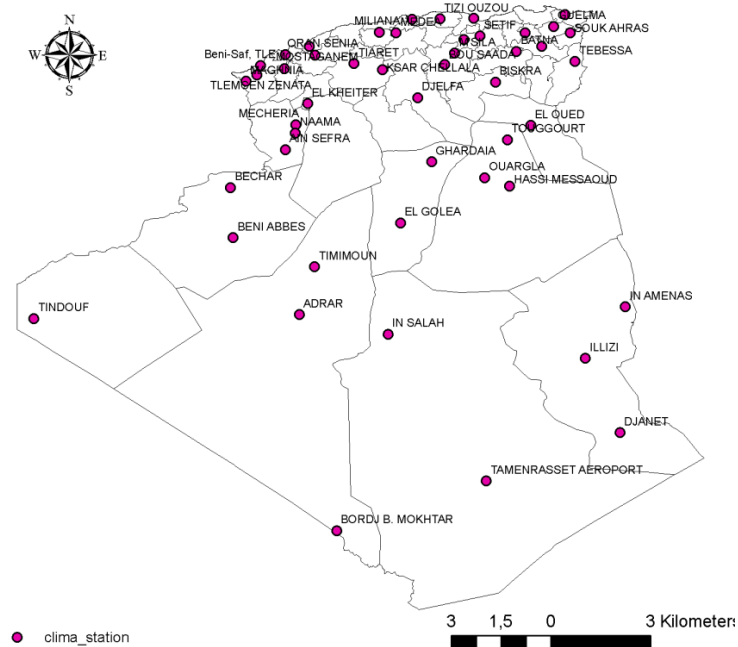 N
W
E
S
TIZI OUZOU
GUELMA
MILIANA
MEDEA
SETIF
SOUK AHRAS
ORAN SENIA
M'SILA
BATNA
Beni-Saf, TLE
MOSTAGANEM
TIARET
BOU SAADA
TEBESSA
MAGHNIA
KSAR CHELLALA
BISKRA
TLEMCEN ZENATA
EL KHEITER
DJELFA
MECHERIA
NAAMA
EL OUED
TOUGGOURT
AIN SEFRA
GHARDAIA
BECHAR
OUARGLA
HASSI MESSAOUD
EL GOLEA
BENI ABBES
TIMIMOUN
TINDOUF
ADRAR
IN AMENAS
IN SALAH
ILLIZI
DJANET
TAMENRASSET AEROPORT
BORDJ B. MOKHTAR
clima_station
3 1,5 0 3 Kilometers